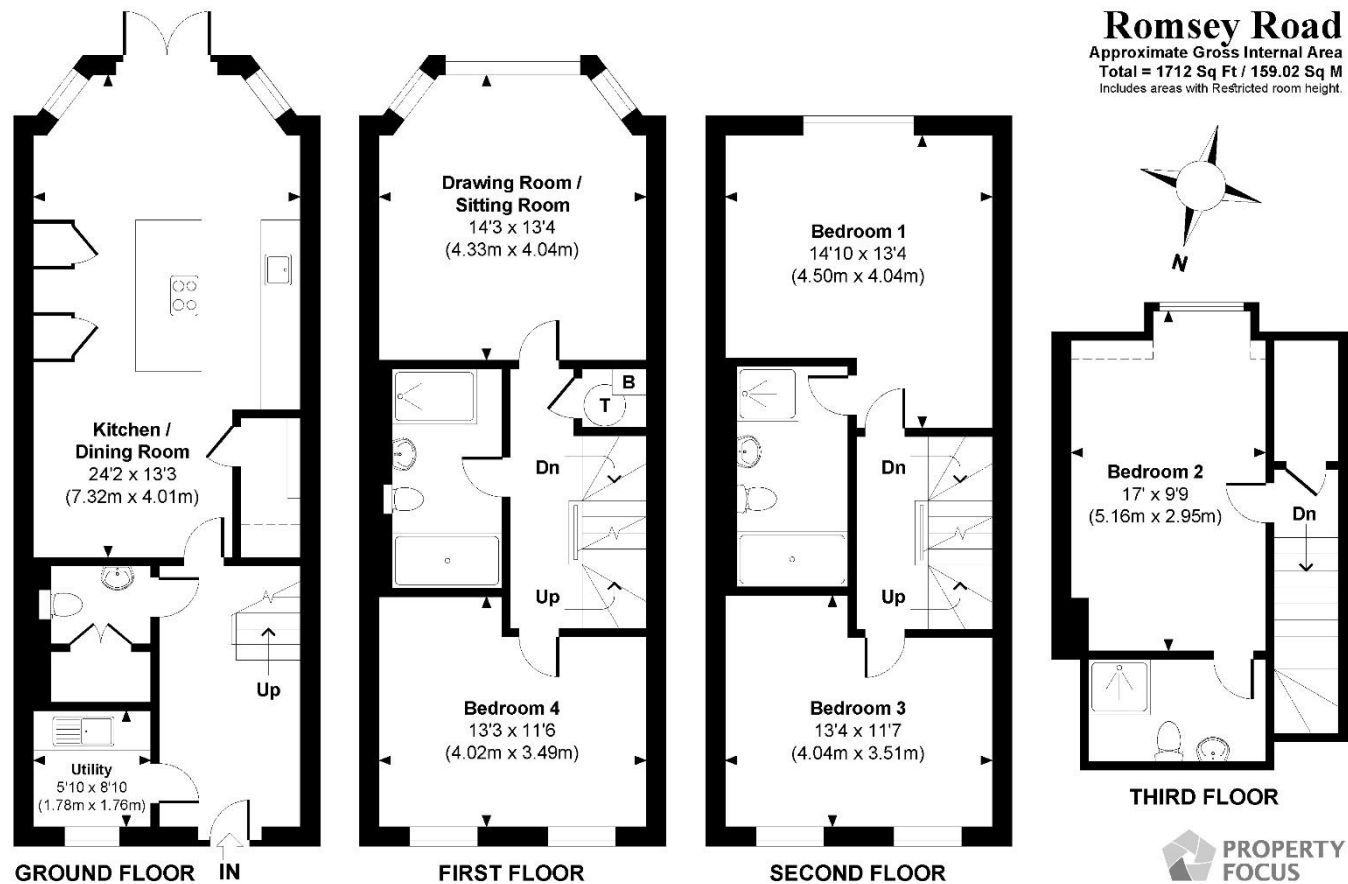 Romsey Road
Approximate Gross Internal Area
Total = 1712 Sq Ft / 159.02 Sq M
Includes areas with Restricted room height.
N
Kitchen /
Dining Room
24'2 x 13'3
(7.32m x 4.01m)
Up
Utility
5'10 x 8'10
(1.78m x 1.76m)
GROUND FLOOR
IN
Drawing Room /
Sitting Room
14'3 x 13'4
(4.33m x 4.04m)
B
T
Dn
Up
Bedroom 4
13'3 x 11'6
(4.02m x 3.49m)
FIRST FLOOR
Bedroom 1
14'10 x 13'4
(4.50m x 4.04m)
Dn
Up
Bedroom 3
13'4 x 11'7
(4.04m x 3.51m)
SECOND FLOOR
Bedroom 2
17' x 9'9
(5.16m x 2.95m)
Dn
THIRD FLOOR
PROPERTY
FOCUS